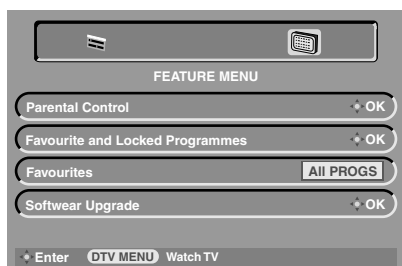 FEATURE MENU
Parental Control OK
Favourite and Locked Programmes OK
Favourites All PROGS
Softwear Upgrade OK
Enter DTV MENU Watch TV